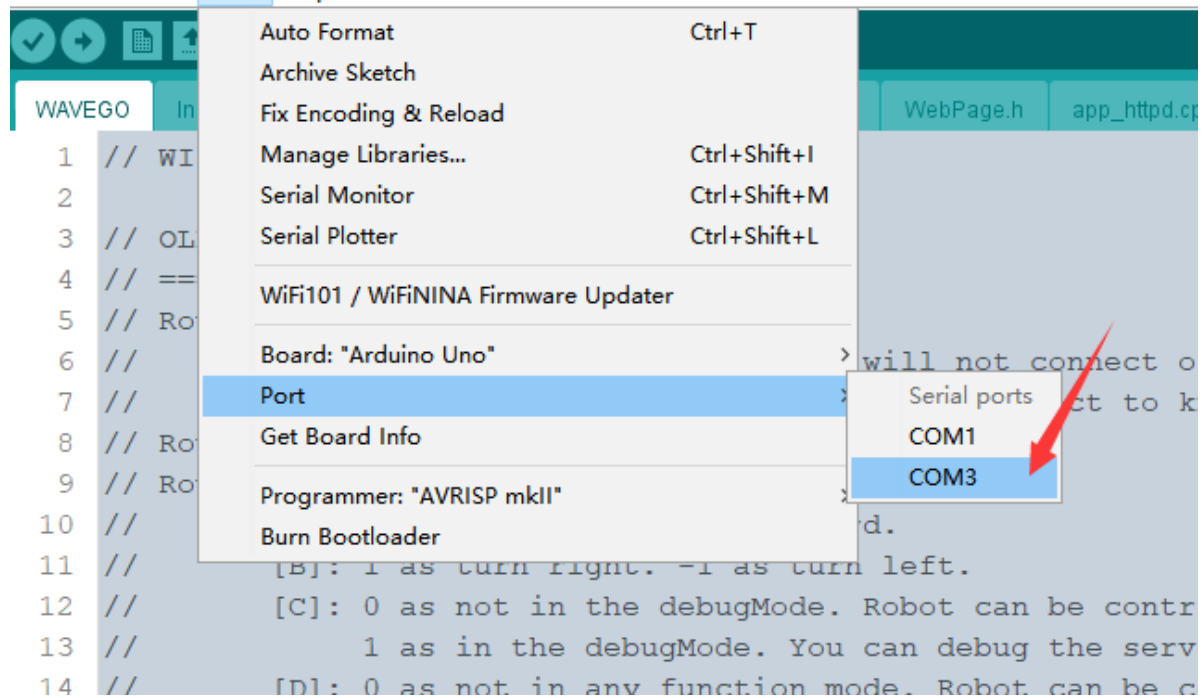 Auto Format Ctrl+T
Archive Sketch
Fix Encoding & Reload
Manage Libraries... Ctrl+Shift+I
Serial Monitor Ctrl+Shift+M
Serial Plotter Ctrl+Shift+L
WiFi101 / WiFiNINA Firmware Updater
Board: "Arduino Uno"
Port
Get Board Info
Programmer: "AVRISP mkII"
Burn Bootloader
Serial ports
COM1
COM3
WAVEGO In WebPage.h app_httpd.cp
1 // WI
2
3 // OL
4 // ==
5 // Ro
6 // will not connect o
7 // ct to k
8 // Ro
9 // Ro
10 // d.
11 // [B]: 1 as turn right. -1 as turn left.
12 // [C]: 0 as not in the debugMode. Robot can be contr
13 // 1 as in the debugMode. You can debug the serv
14 // [D]: 0 as not in any function mode. Robot can be c